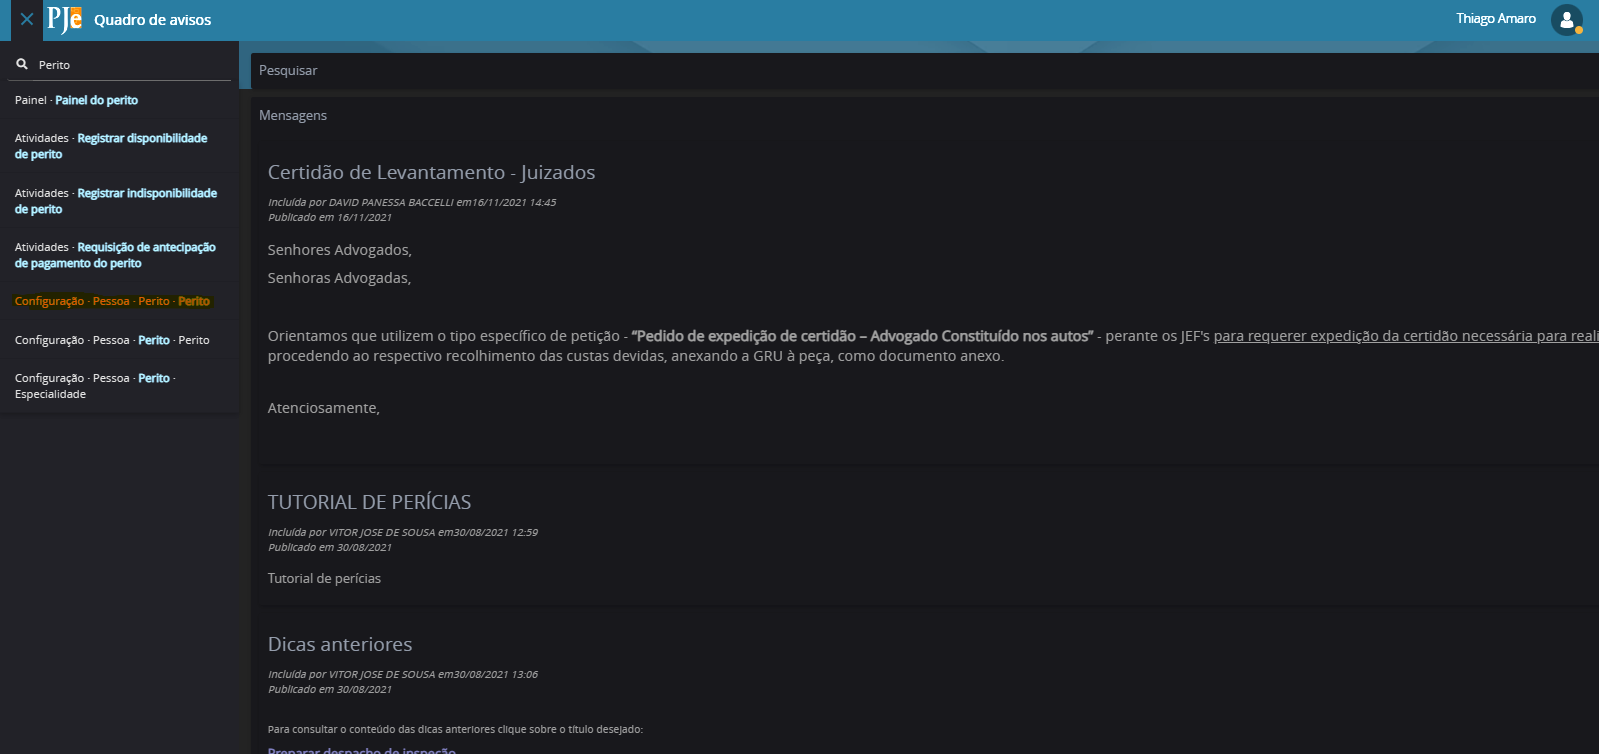 PJe Quadro de avisos
Thiago Amaro
Perito
Painel · Painel do perito
Atividades · Registrar disponibilidade
de perito
Atividades · Registrar indisponibilidade
de perito
Atividades · Requisição de antecipação
de pagamento do perito
Configuração · Pessoa · Perito · Perito
Configuração · Pessoa · Perito · Perito
Configuração · Pessoa · Perito ·
Especialidade
Pesquisar
Mensagens
Certidão de Levantamento - Juizados
Incluída por DAVID PANESSA BACCELLI em16/11/2021 14:45
Publicado em 16/11/2021
Senhores Advogados,
Senhoras Advogadas,
Orientamos que utilizem o tipo específico de petição - “Pedido de expedição de certidão – Advogado Constituído nos autos” - perante os JEF's para requerer expedição da certidão necessária para reali
procedendo ao respectivo recolhimento das custas devidas, anexando a GRU à peça, como documento anexo.
Atenciosamente,
TUTORIAL DE PERÍCIAS
Incluída por VITOR JOSE DE SOUSA em30/08/2021 12:59
Publicado em 30/08/2021
Tutorial de perícias
Dicas anteriores
Incluída por VITOR JOSE DE SOUSA em30/08/2021 13:06
Publicado em 30/08/2021
Para consultar o conteúdo das dicas anteriores clique sobre o título desejado:
Preparar despacho de inspeção